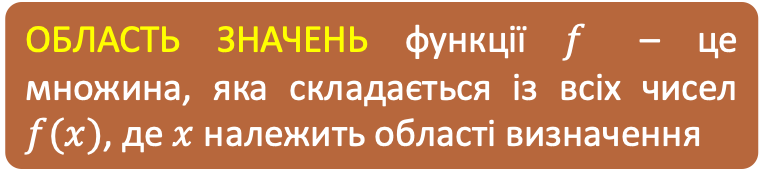 ОБЛАСТЬ ЗНАЧЕНЬ функції f – це
множина, яка складається із всіх чисел
f(x), де x належить області визначення